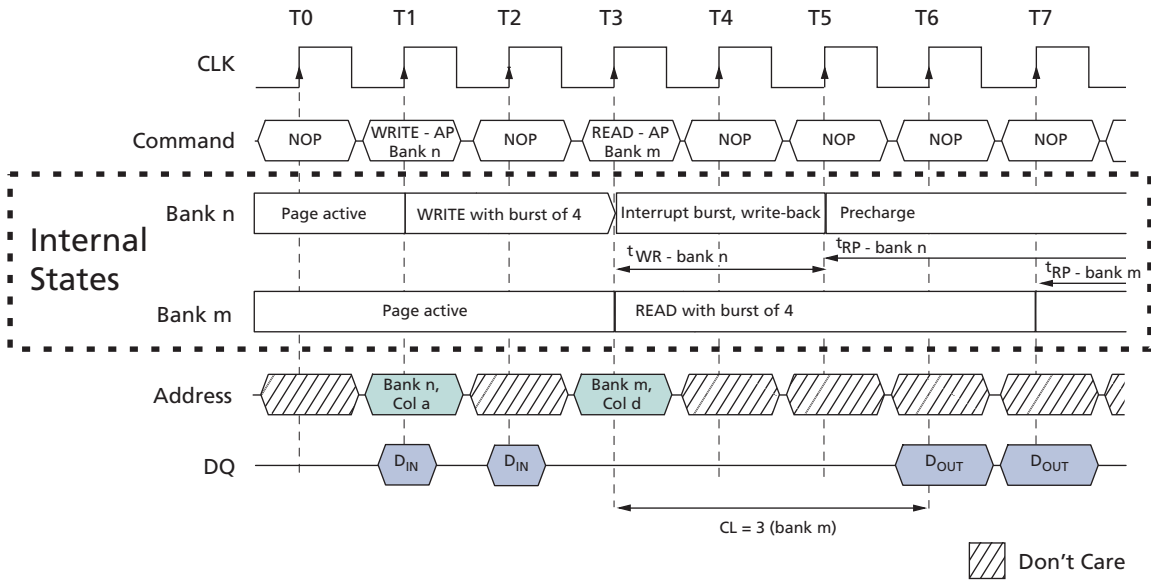 T0 T1 T2 T3 T4 T5 T6 T7
CLK
Command NOP WRITE - AP Bank n NOP READ - AP Bank m NOP NOP NOP NOP
Internal States
Bank n Page active WRITE with burst of 4 Interrupt burst, write-back Precharge
tWR - bank n tRP - bank n
tRP - bank m
Bank m Page active READ with burst of 4
Address Bank n, Col a Bank m, Col d
DQ DIN DIN DOUT DOUT
CL = 3 (bank m)
Don't Care